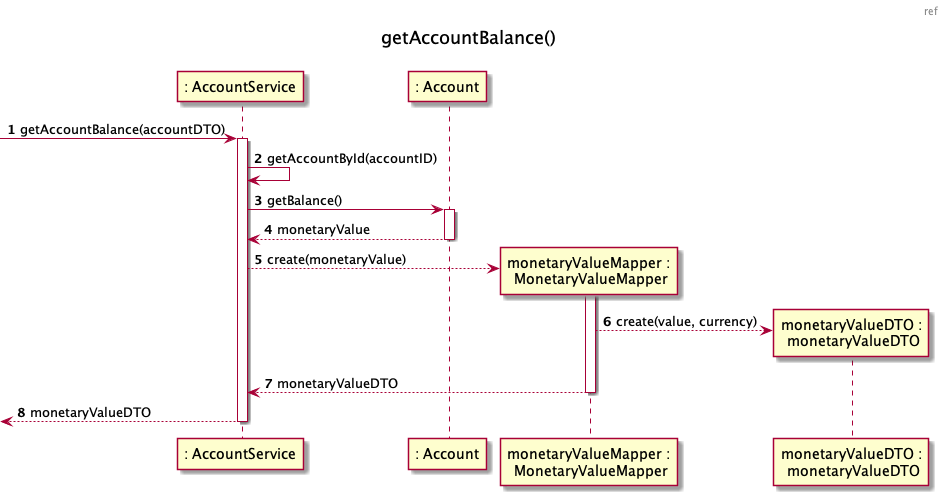 ref
getAccountBalance()
: AccountService
: Account
1 getAccountBalance(accountDTO)
2 getAccountById(accountID)
3 getBalance()
4 monetaryValue
5 create(monetaryValue)
monetaryValueMapper :
MonetaryValueMapper
6 create(value, currency)
monetaryValueDTO :
monetaryValueDTO
7 monetaryValueDTO
8 monetaryValueDTO
: AccountService
: Account
monetaryValueMapper :
MonetaryValueMapper
monetaryValueDTO :
monetaryValueDTO